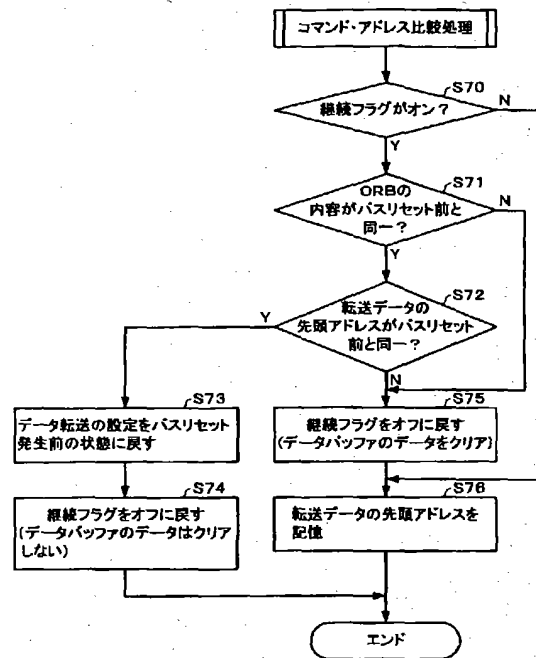 コマンド・アドレス比較処理
S70
継続フラグがオン？
N
Y
S71
ORBの
内容がバスリセット前と
同一？
N
Y
S72
転送データの
先頭アドレスがバスリセット
前と同一？
Y
N
S73
データ転送の設定をバスリセット
発生前の状態に戻す
S75
継続フラグをオフに戻す
(データバッファのデータをクリア)
S74
継続フラグをオフに戻す
(データバッファのデータはクリア
しない)
S76
転送データの先頭アドレスを
記憶
エンド